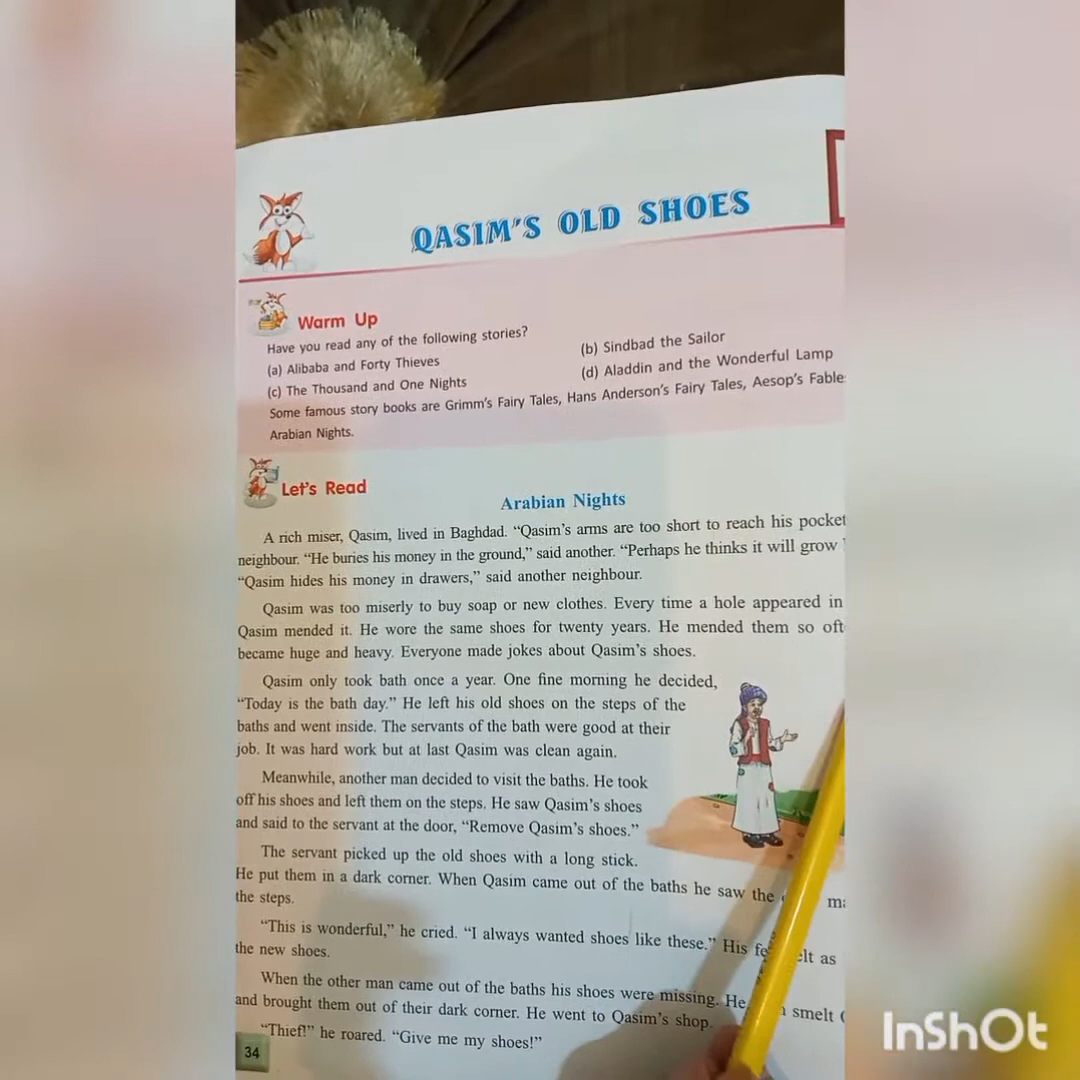 QASIM'S OLD SHOES
Warm Up
Have you read any of the following stories?
(a) Alibaba and Forty Thieves
(b) Sindbad the Sailor
(c) The Thousand and One Nights
(d) Aladdin and the Wonderful Lamp
Some famous story books are Grimm's Fairy Tales, Hans Anderson's Fairy Tales, Aesop's Fable
Arabian Nights.
Let's Read
Arabian Nights
A rich miser, Qasim, lived in Baghdad. “Qasim's arms are too short to reach his pocket
neighbour. “He buries his money in the ground,” said another. “Perhaps he thinks it will grow
“Qasim hides his money in drawers,” said another neighbour.
Qasim was too miserly to buy soap or new clothes. Every time a hole appeared in
Qasim mended it. He wore the same shoes for twenty years. He mended them so oft
became huge and heavy. Everyone made jokes about Qasim's shoes.
Qasim only took bath once a year. One fine morning he decided,
“Today is the bath day.” He left his old shoes on the steps of the
baths and went inside. The servants of the bath were good at their
job. It was hard work but at last Qasim was clean again.
Meanwhile, another man decided to visit the baths. He took
off his shoes and left them on the steps. He saw Qasim's shoes
and said to the servant at the door, “Remove Qasim's shoes.”
The servant picked up the old shoes with a long stick.
He put them in a dark corner. When Qasim came out of the baths he saw the
the steps.
“This is wonderful,” he cried. “I always wanted shoes like these.” His as
the new shoes.
When the other man came out of the baths his shoes were missing. He smelt
and brought them out of their dark corner. He went to Qasim's shop.
“Thief!” he roared. “Give me my shoes!”
34
InShOt